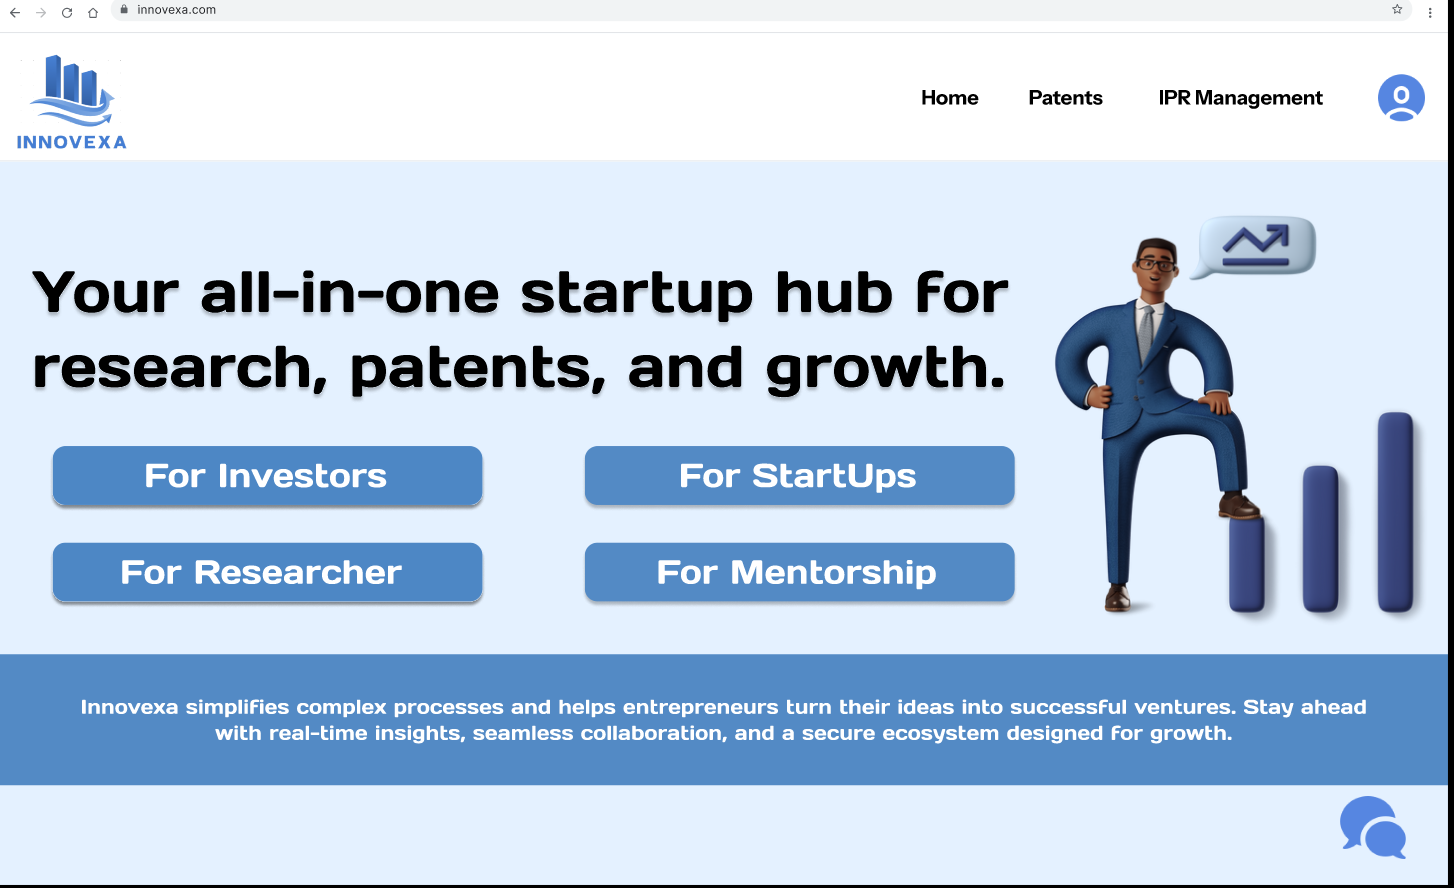 innovexa.com
INNOVEXA
Home
Patents
IPR Management
Your all-in-one startup hub for
research, patents, and growth.
For Investors
For StartUps
For Researcher
For Mentorship
Innovexa simplifies complex processes and helps entrepreneurs turn their ideas into successful ventures. Stay ahead
with real-time insights, seamless collaboration, and a secure ecosystem designed for growth.